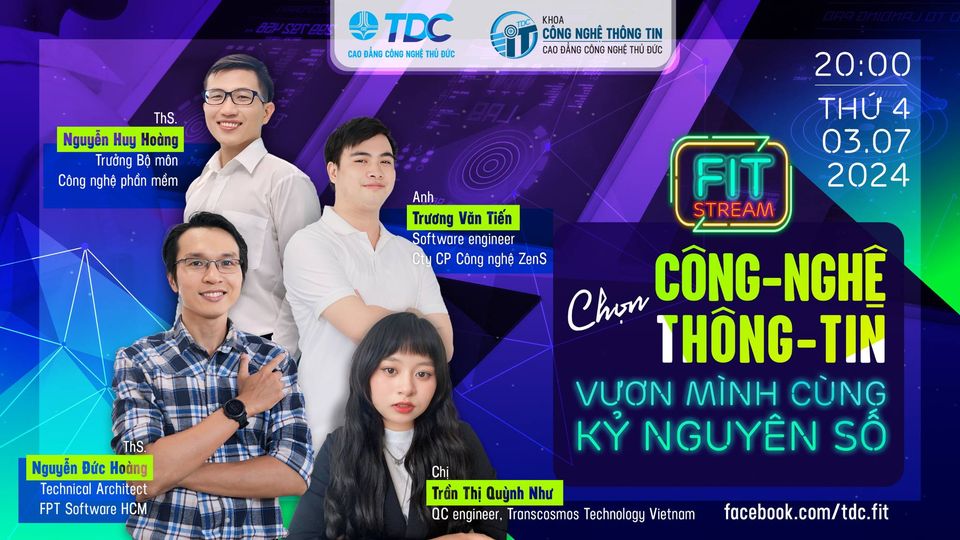 TDC
CAO ĐẲNG CÔNG NGHỆ THỦ ĐỨC
TDC
iT
KHOA
CÔNG NGHỆ THÔNG TIN
CAO ĐẲNG CÔNG NGHỆ THỦ ĐỨC
20:00
THỨ 4
03.07
2024
ThS.
Nguyễn Huy Hoàng
Trưởng Bộ môn
Công nghệ phần mềm
Anh
Trương Văn Tiến
Software engineer
Cty CP Công nghệ ZenS
FIT
STREAM
Chọn
CÔNG-NGHỆ
THÔNG-TIN
VƯƠN MÌNH CÙNG
KỶ NGUYÊN SỐ
ThS.
Nguyễn Đức Hoàng
Technical Architect
FPT Software HCM
Chị
Trần Thị Quỳnh Như
QC engineer, Transcosmos Technology Vietnam
facebook.com/tdc.fit